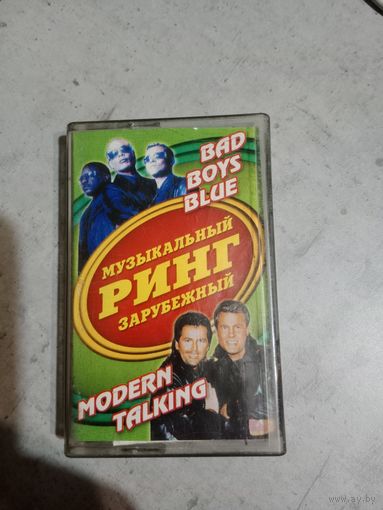 BAD
BOYS
BLUE
МУЗЫКАЛЬНЫЙ
РИНГ
ЗАРУБЕЖНЫЙ
MODERN
TALKING
www.ay.by